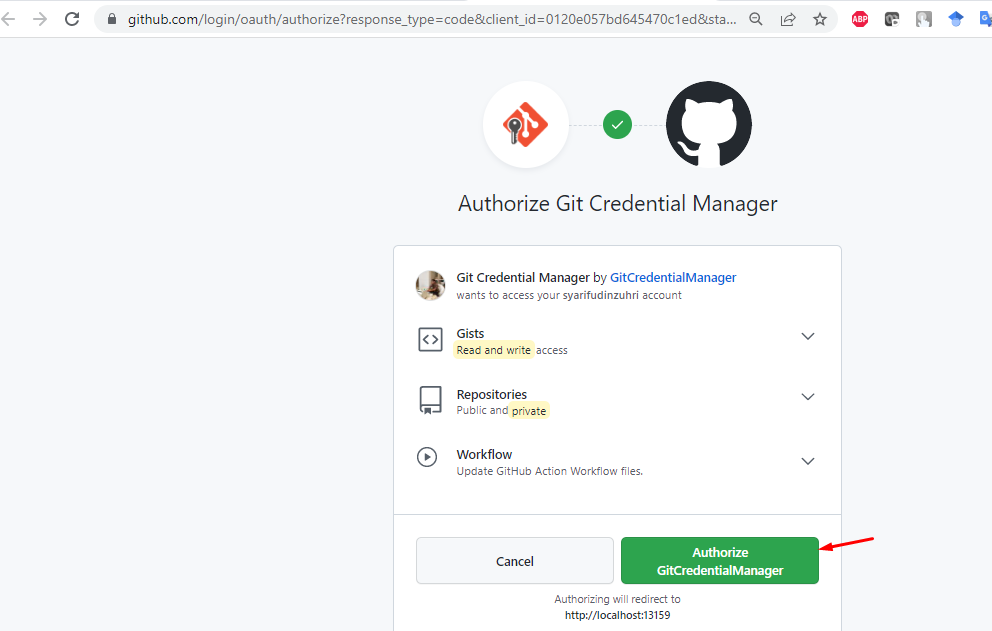 github.com/login/oauth/authorize?response_type=code&client_id=0120e057bd645470c1ed&sta...
ABP
G
Authorize Git Credential Manager
Git Credential Manager by GitCredentialManager
wants to access your syarifudinzuhri account
Gists
Read and write access
Repositories
Public and private
Workflow
Update GitHub Action Workflow files.
Cancel
Authorize
GitCredentialManager
Authorizing will redirect to
http://localhost:13159